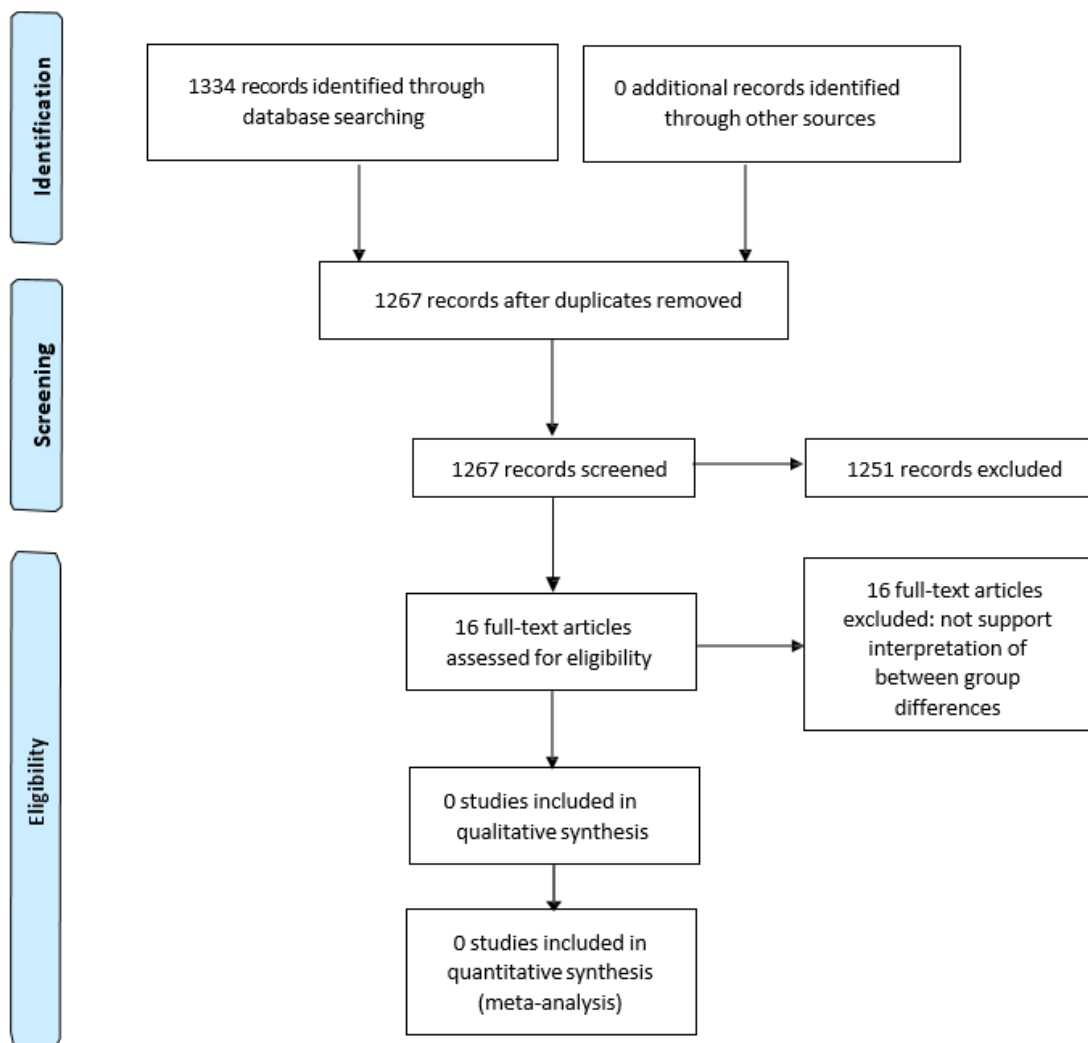 Identification
1334 records identified through
database searching
0 additional records identified
through other sources
Screening
1267 records after duplicates removed
1267 records screened
1251 records excluded
Eligibility
16 full-text articles
assessed for eligibility
16 full-text articles
excluded: not support
interpretation of
between group
differences
0 studies included in
qualitative synthesis
0 studies included in
quantitative synthesis
(meta-analysis)